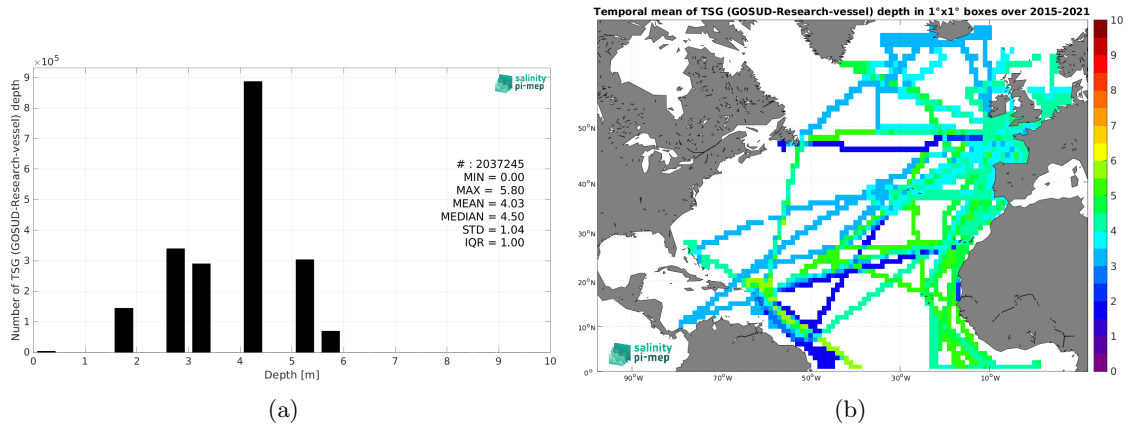 ×10⁵
9
8
7
6
5
4
3
2
1
0
Number of TSG (GOSUD-Research-vessel) depth
salinity
pi-mep
# : 2037245
MIN = 0.00
MAX = 5.80
MEAN = 4.03
MEDIAN = 4.50
STD = 1.04
IQR = 1.00
0 1 2 3 4 5 6 7 8 9 10
Depth [m]
(a)
Temporal mean of TSG (GOSUD-Research-vessel) depth in 1°x1° boxes over 2015-2021
50°N
40°N
30°N
20°N
10°N
0°
90°W 70°W 50°W 30°W 10°W
salinity
pi-mep
10
9
8
7
6
5
4
3
2
1
0
(b)